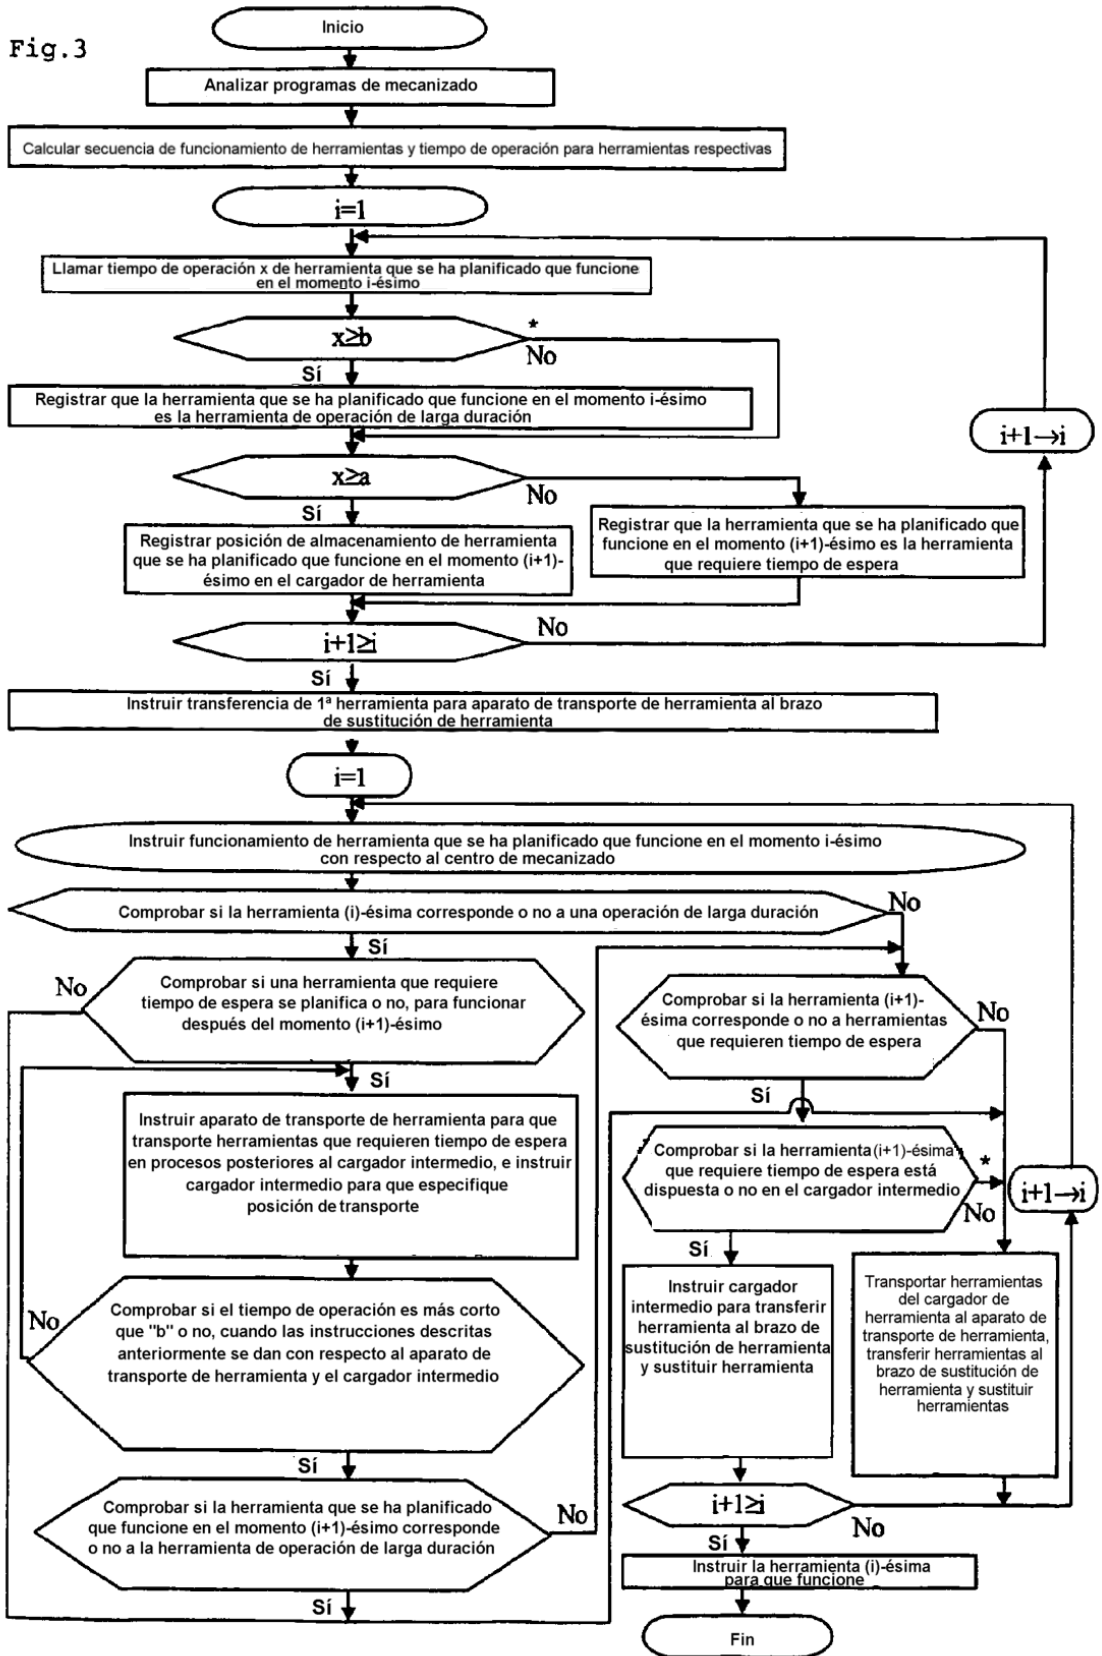 Fig.3
Inicio
Analizar programas de mecanizado
Calcular secuencia de funcionamiento de herramientas y tiempo de operación para herramientas respectivas
i=1
Llamar tiempo de operación x de herramienta que se ha planificado que funcione
en el momento i-ésimo
x≥b
*
No
Sí
Registrar que la herramienta que se ha planificado que funcione en el momento i-ésimo
es la herramienta de operación de larga duración
i+1→i
x≥a
No
Sí
Registrar posición de almacenamiento de herramienta
que se ha planificado que funcione en el momento (i+1)-
ésimo en el cargador de herramienta
Registrar que la herramienta que se ha planificado que
funcione en el momento (i+1)-ésimo es la herramienta
que requiere tiempo de espera
i+1≥i
No
Sí
Instruir transferencia de 1ª herramienta para aparato de transporte de herramienta al brazo
de sustitución de herramienta
i=1
Instruir funcionamiento de herramienta que se ha planificado que funcione en el momento i-ésimo
con respecto al centro de mecanizado
Comprobar si la herramienta (i)-ésima corresponde o no a una operación de larga duración
No
Sí
Comprobar si una herramienta que requiere
tiempo de espera se planifica o no, para funcionar
después del momento (i+1)-ésimo
No
Sí
Instruir aparato de transporte de herramienta para que
transporte herramientas que requieren tiempo de espera
en procesos posteriores al cargador intermedio, e instruir
cargador intermedio para que especifique
posición de transporte
Comprobar si el tiempo de operación es más corto
que "b" o no, cuando las instrucciones descritas
anteriormente se dan con respecto al aparato de
transporte de herramienta y el cargador intermedio
No
Sí
Comprobar si la herramienta que se ha planificado
que funcione en el momento (i+1)-ésimo corresponde
o no a la herramienta de operación de larga duración
No
Sí
Comprobar si la herramienta (i+1)-
ésima corresponde o no a herramientas
que requieren tiempo de espera
No
Sí
Comprobar si la herramienta (i+1)-ésima
que requiere tiempo de espera está
dispuesta o no en el cargador intermedio
*
No
Sí
i+1→i
Instruir cargador
intermedio para transferir
herramienta al brazo de
sustitución de herramienta
y sustituir herramienta
Transportar herramientas
del cargador de
herramienta al aparato de
transporte de herramienta,
transferir herramientas al
brazo de sustitución de
herramienta y sustituir
herramientas
i+1≥i
No
Sí
Instruir la herramienta (i)-ésima
para que funcione
Fin